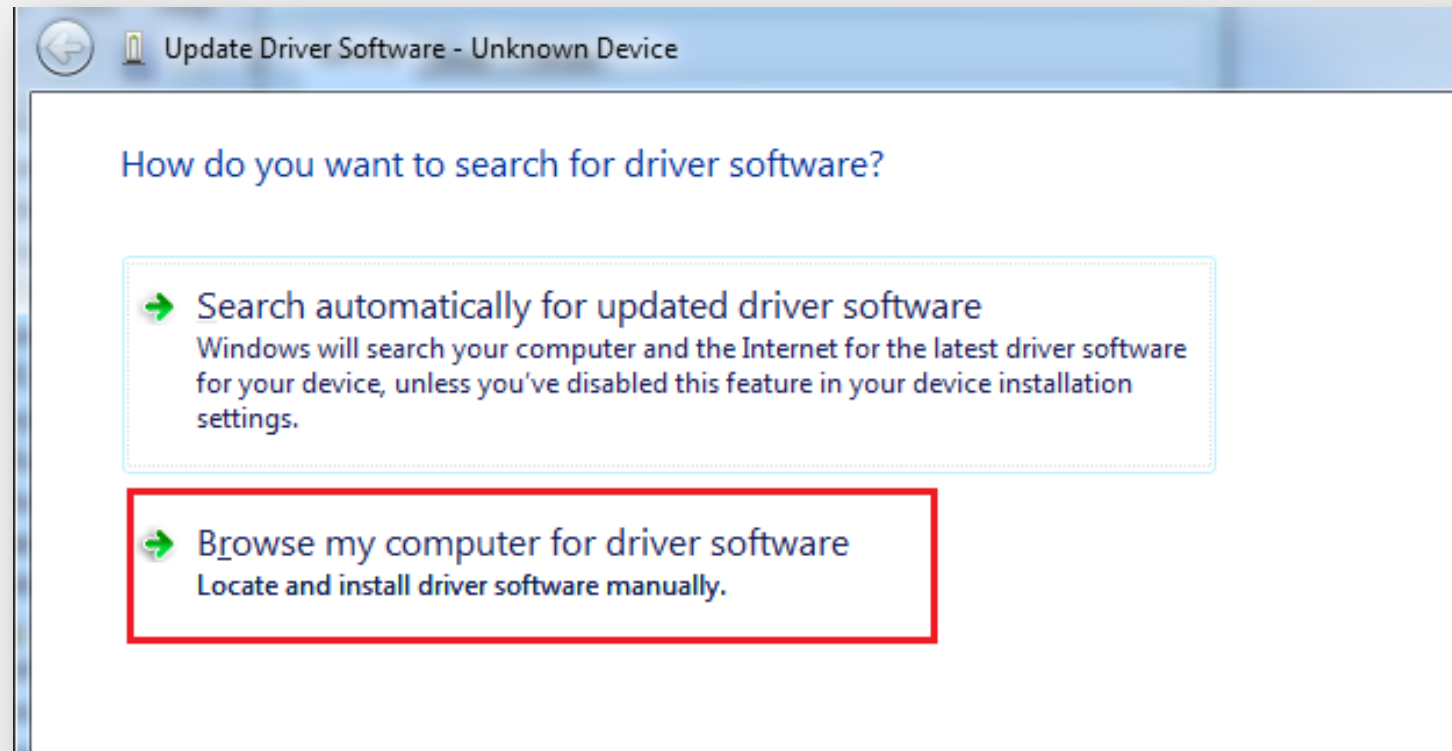 Update Driver Software - Unknown Device
How do you want to search for driver software?
Search automatically for updated driver software
Windows will search your computer and the Internet for the latest driver software
for your device, unless you've disabled this feature in your device installation
settings.
Browse my computer for driver software
Locate and install driver software manually.